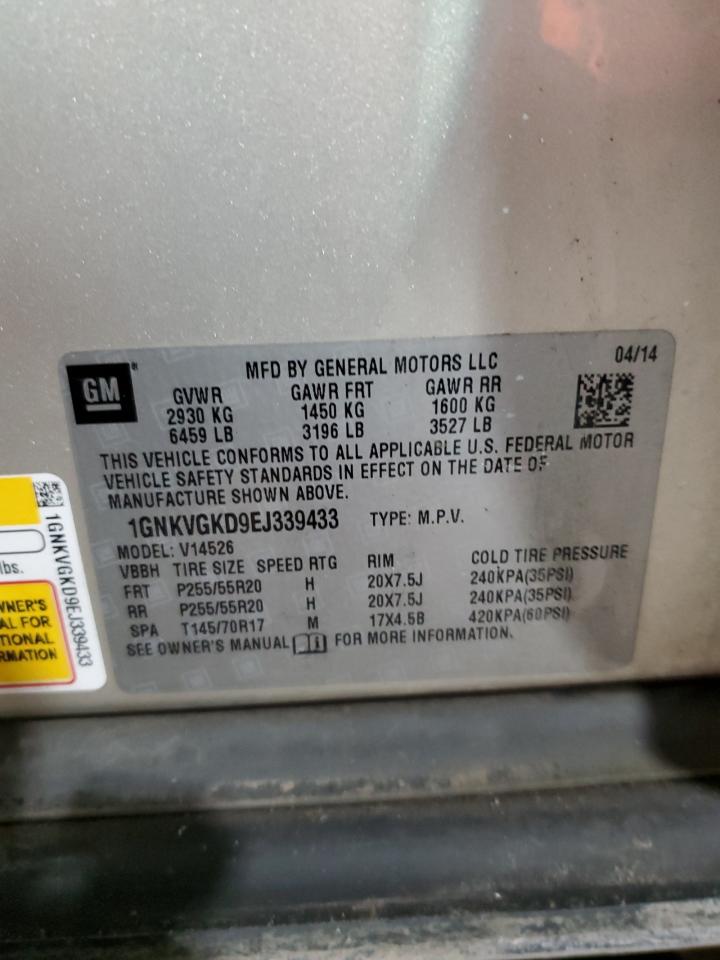 GM
MFD BY GENERAL MOTORS LLC 04/14
GVWR GAWR FRT GAWR RR
2930 KG 1450 KG 1600 KG
6459 LB 3196 LB 3527 LB
THIS VEHICLE CONFORMS TO ALL APPLICABLE U.S. FEDERAL MOTOR
VEHICLE SAFETY STANDARDS IN EFFECT ON THE DATE OF
MANUFACTURE SHOWN ABOVE.
1GNKVGKD9EJ339433 TYPE: M.P.V.
MODEL: V14526
VBBH TIRE SIZE SPEED RTG RIM COLD TIRE PRESSURE
FRT P255/55R20 H 20X7.5J 240KPA(35PSI)
RR P255/55R20 H 20X7.5J 240KPA(35PSI)
SPA T145/70R17 M 17X4.5B 420KPA(60PSI)
SEE OWNER'S MANUAL i FOR MORE INFORMATION.
1GNKVGKD9EJ339433
lbs.
WNER'S
AL FOR
TIONAL
RMATION